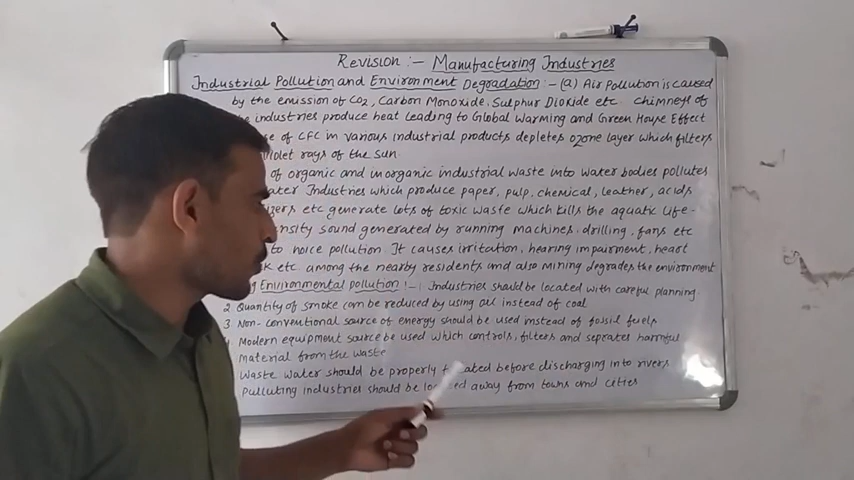 Revision :- Manufacturing Industries
Industrial Pollution and Environment Degradation :- (a) Air Pollution is caused
by the emission of CO2, Carbon Monoxide, Sulphur Dioxide etc chimneys of
industries produce heat leading to Global Warming and Green House Effect
of CFC in various industrial products depletes ozone layer which filters
rays of the sun.
of organic and inorganic industrial waste into water bodies pollutes
Industries which produce paper, pulp, chemical, leather, acids
etc generate lots of toxic waste which kills the aquatic life-
sound generated by running machines, drilling, fans etc
to noice pollution. It causes irritation, hearing impairment, heart
etc among the nearby residents and also mining degrades the environment
Environmental pollution :- 1. Industries should be located with careful planning.
2. Quantity of smoke can be reduced by using oil instead of coal
3 Non-conventional source of energy should be used instead of fossil fuels
Modern equipment source be used which controls, filters and seprates harmful
material from the waste
Waste water should be properly before discharging into rivers
Pulluting industries should be away from towns and cities